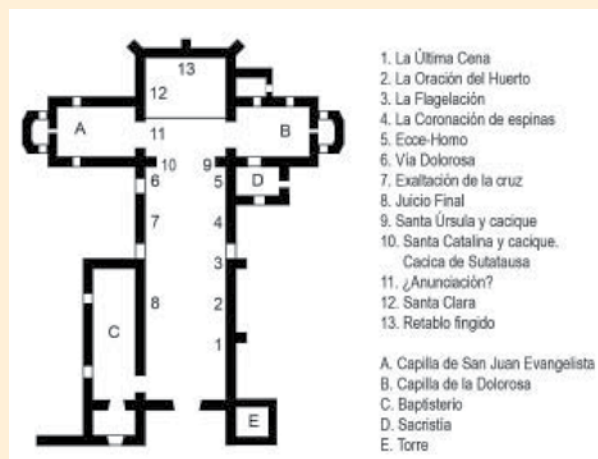 13
12
A
11
B
10
9
6
5
D
7
4
3
8
2
C
1
E
1. La Última Cena
2. La Oración del Huerto
3. La Flagelación
4. La Coronación de espinas
5. Ecce-Homo
6. Vía Dolorosa
7. Exaltación de la cruz
8. Juicio Final
9. Santa Úrsula y cacique
10. Santa Catalina y cacique.
Cacica de Sutatausa
11. ¿Anunciación?
12. Santa Clara
13. Retablo fingido
A. Capilla de San Juan Evangelista
B. Capilla de la Dolorosa
C. Baptisterio
D. Sacristía
E. Torre